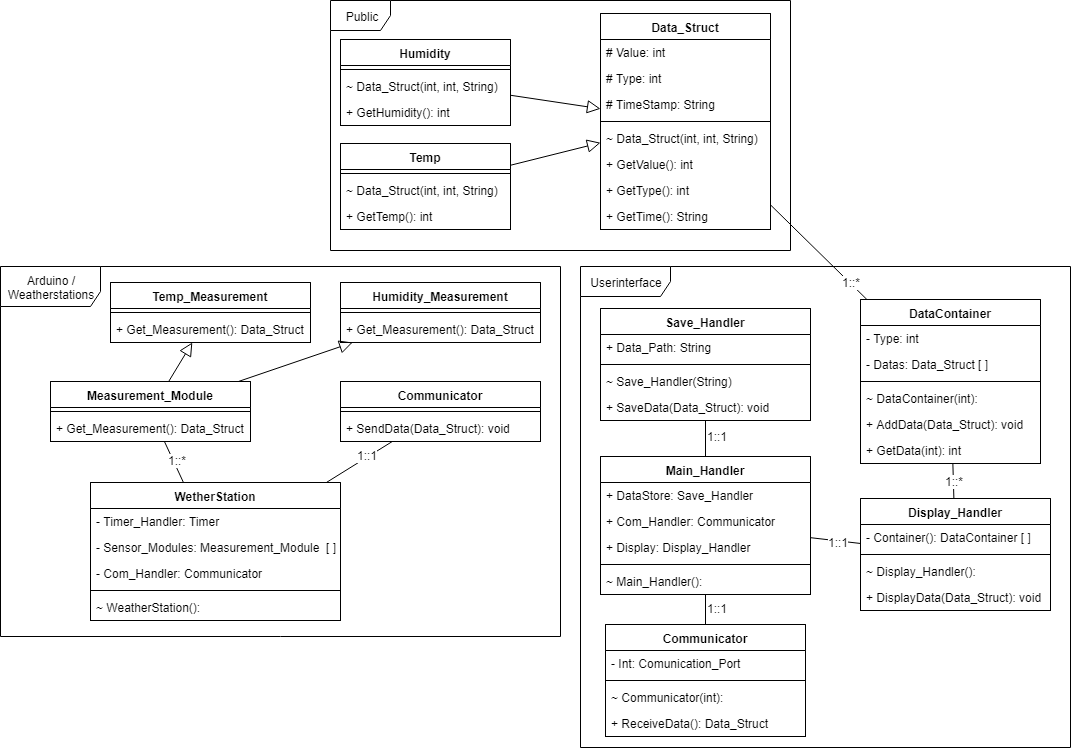 Public
Humidity
~ Data_Struct(int, int, String)
+ GetHumidity(): int
Temp
~ Data_Struct(int, int, String)
+ GetTemp(): int
Data_Struct
# Value: int
# Type: int
# TimeStamp: String
~ Data_Struct(int, int, String)
+ GetValue(): int
+ GetType(): int
+ GetTime(): String
1::*
Arduino /
Weatherstations
Temp_Measurement
+ Get_Measurement(): Data_Struct
Humidity_Measurement
+ Get_Measurement(): Data_Struct
Measurement_Module
+ Get_Measurement(): Data_Struct
Communicator
+ SendData(Data_Struct): void
1::*
1::1
WetherStation
- Timer_Handler: Timer
- Sensor_Modules: Measurement_Module [ ]
- Com_Handler: Communicator
~ WeatherStation():
Userinterface
Save_Handler
+ Data_Path: String
~ Save_Handler(String)
+ SaveData(Data_Struct): void
1::1
Main_Handler
+ DataStore: Save_Handler
+ Com_Handler: Communicator
+ Display: Display_Handler
~ Main_Handler():
1::1
Communicator
- Int: Comunication_Port
~ Communicator(int):
+ ReceiveData(): Data_Struct
DataContainer
- Type: int
- Datas: Data_Struct [ ]
~ DataContainer(int):
+ AddData(Data_Struct): void
+ GetData(int): int
1::*
Display_Handler
- Container(): DataContainer [ ]
~ Display_Handler():
+ DisplayData(Data_Struct): void
1::1